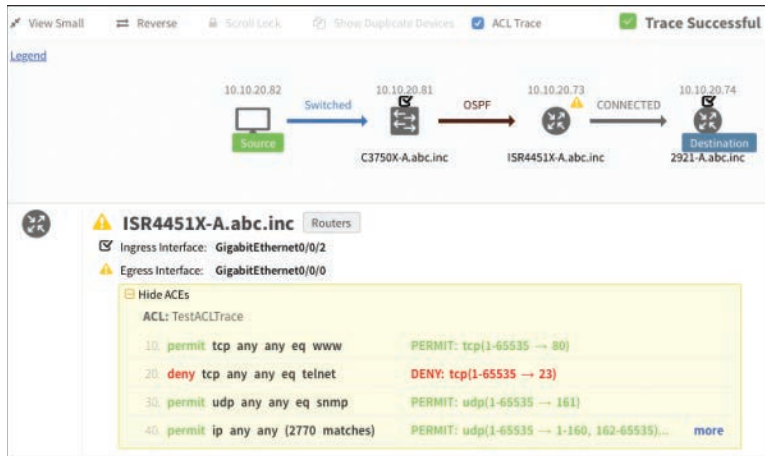 View Small Reverse Scroll Lock Show Duplicate Devices ACL Trace Trace Successful
Legend
10.10.20.82 10.10.20.81 10.10.20.73 10.10.20.74
Switched OSPF CONNECTED
Source Destination
C3750X-A.abc.inc ISR4451X-A.abc.inc 2921-A.abc.inc
ISR4451X-A.abc.inc Routers
Ingress Interface: GigabitEthernet0/0/2
Egress Interface: GigabitEthernet0/0/0
Hide ACEs
ACL: TestACLTrace
10. permit tcp any any eq www PERMIT: tcp(1-65535 → 80)
20. deny tcp any any eq telnet DENY: tcp(1-65535 → 23)
30. permit udp any any eq snmp PERMIT: udp(1-65535 → 161)
40. permit ip any any (2770 matches) PERMIT: udp(1-65535 → 1-160, 162-65535)... more